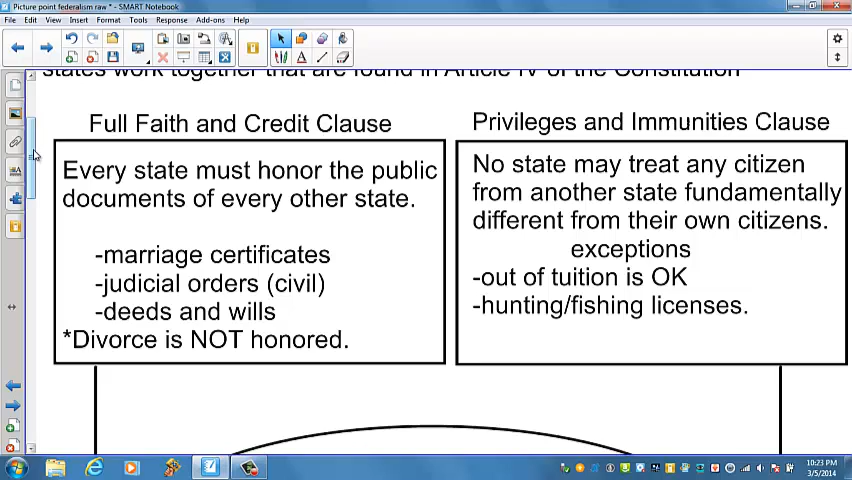 Picture point federalism raw * - SMART Notebook
File Edit View Insert Format Tools Response Add-ons Help
states work together that are found in Article IV of the Constitution
Full Faith and Credit Clause
Every state must honor the public
documents of every other state.
-marriage certificates
-judicial orders (civil)
-deeds and wills
*Divorce is NOT honored.
Privileges and Immunities Clause
No state may treat any citizen
from another state fundamentally
different from their own citizens.
exceptions
-out of tuition is OK
-hunting/fishing licenses.
10:23 PM
3/5/2014